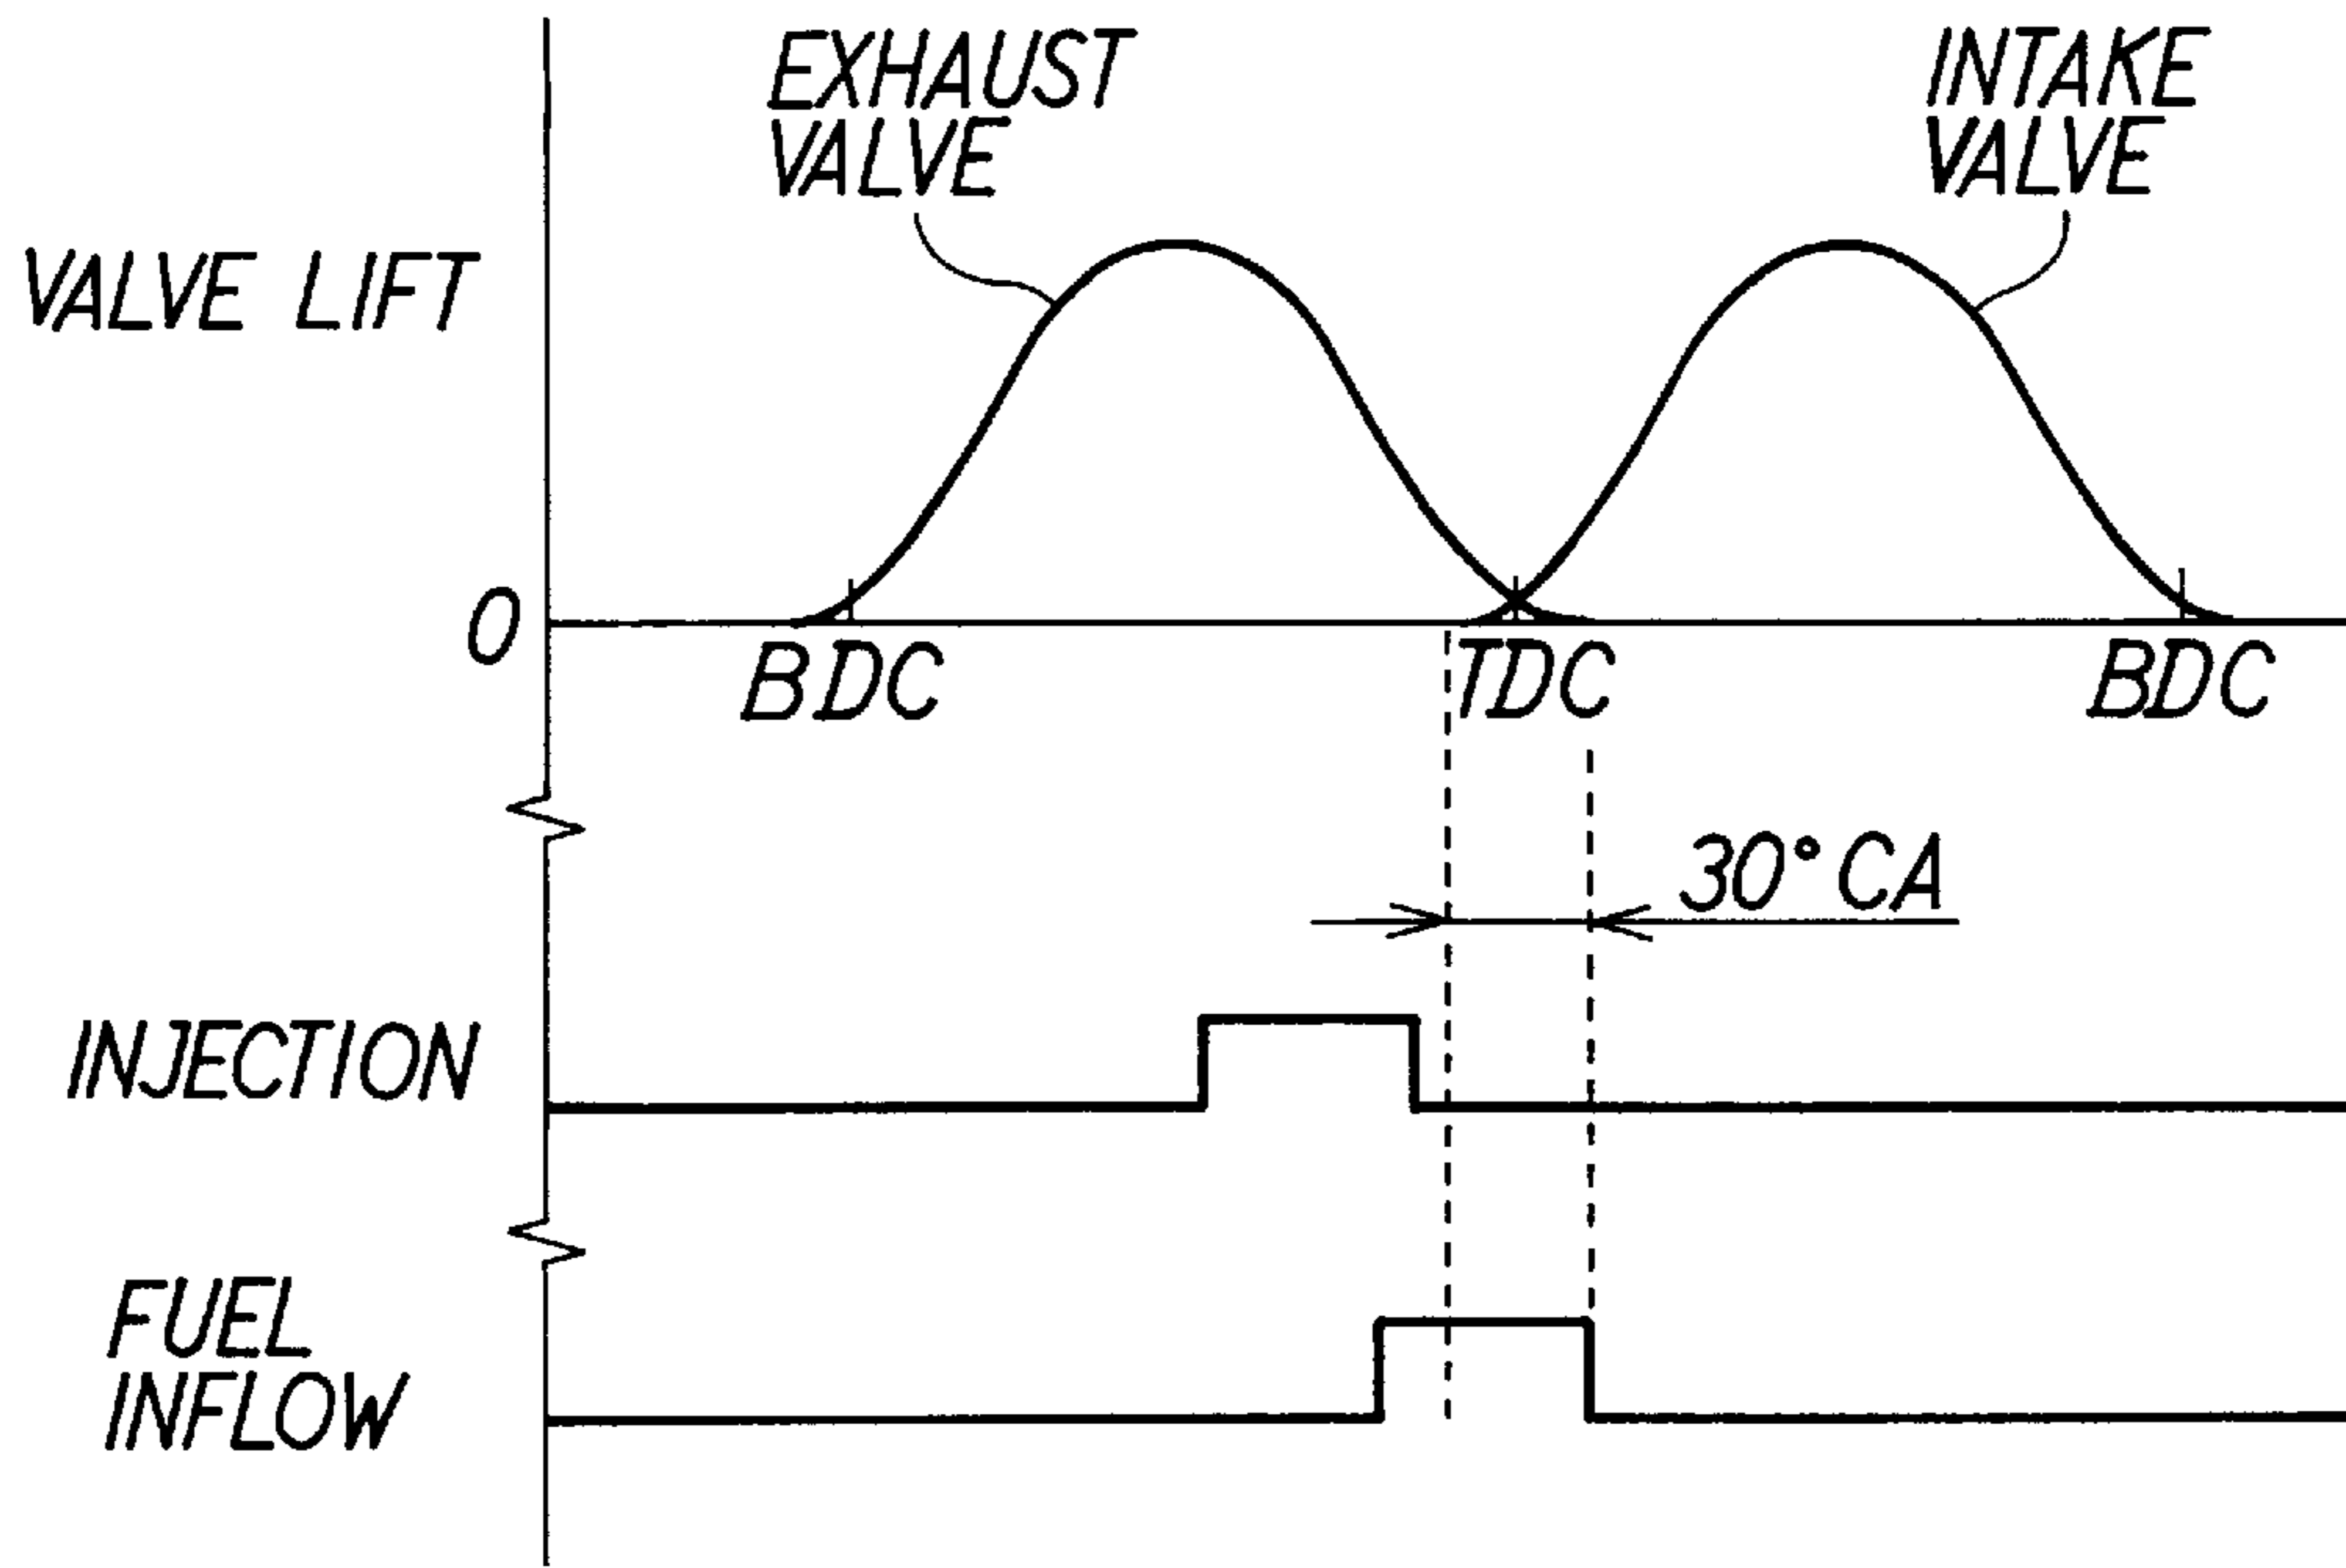 EXHAUST
VALVE
INTAKE
VALVE
VALVE LIFT
0
BDC
TDC
BDC
30° CA
INJECTION
FUEL
INFLOW